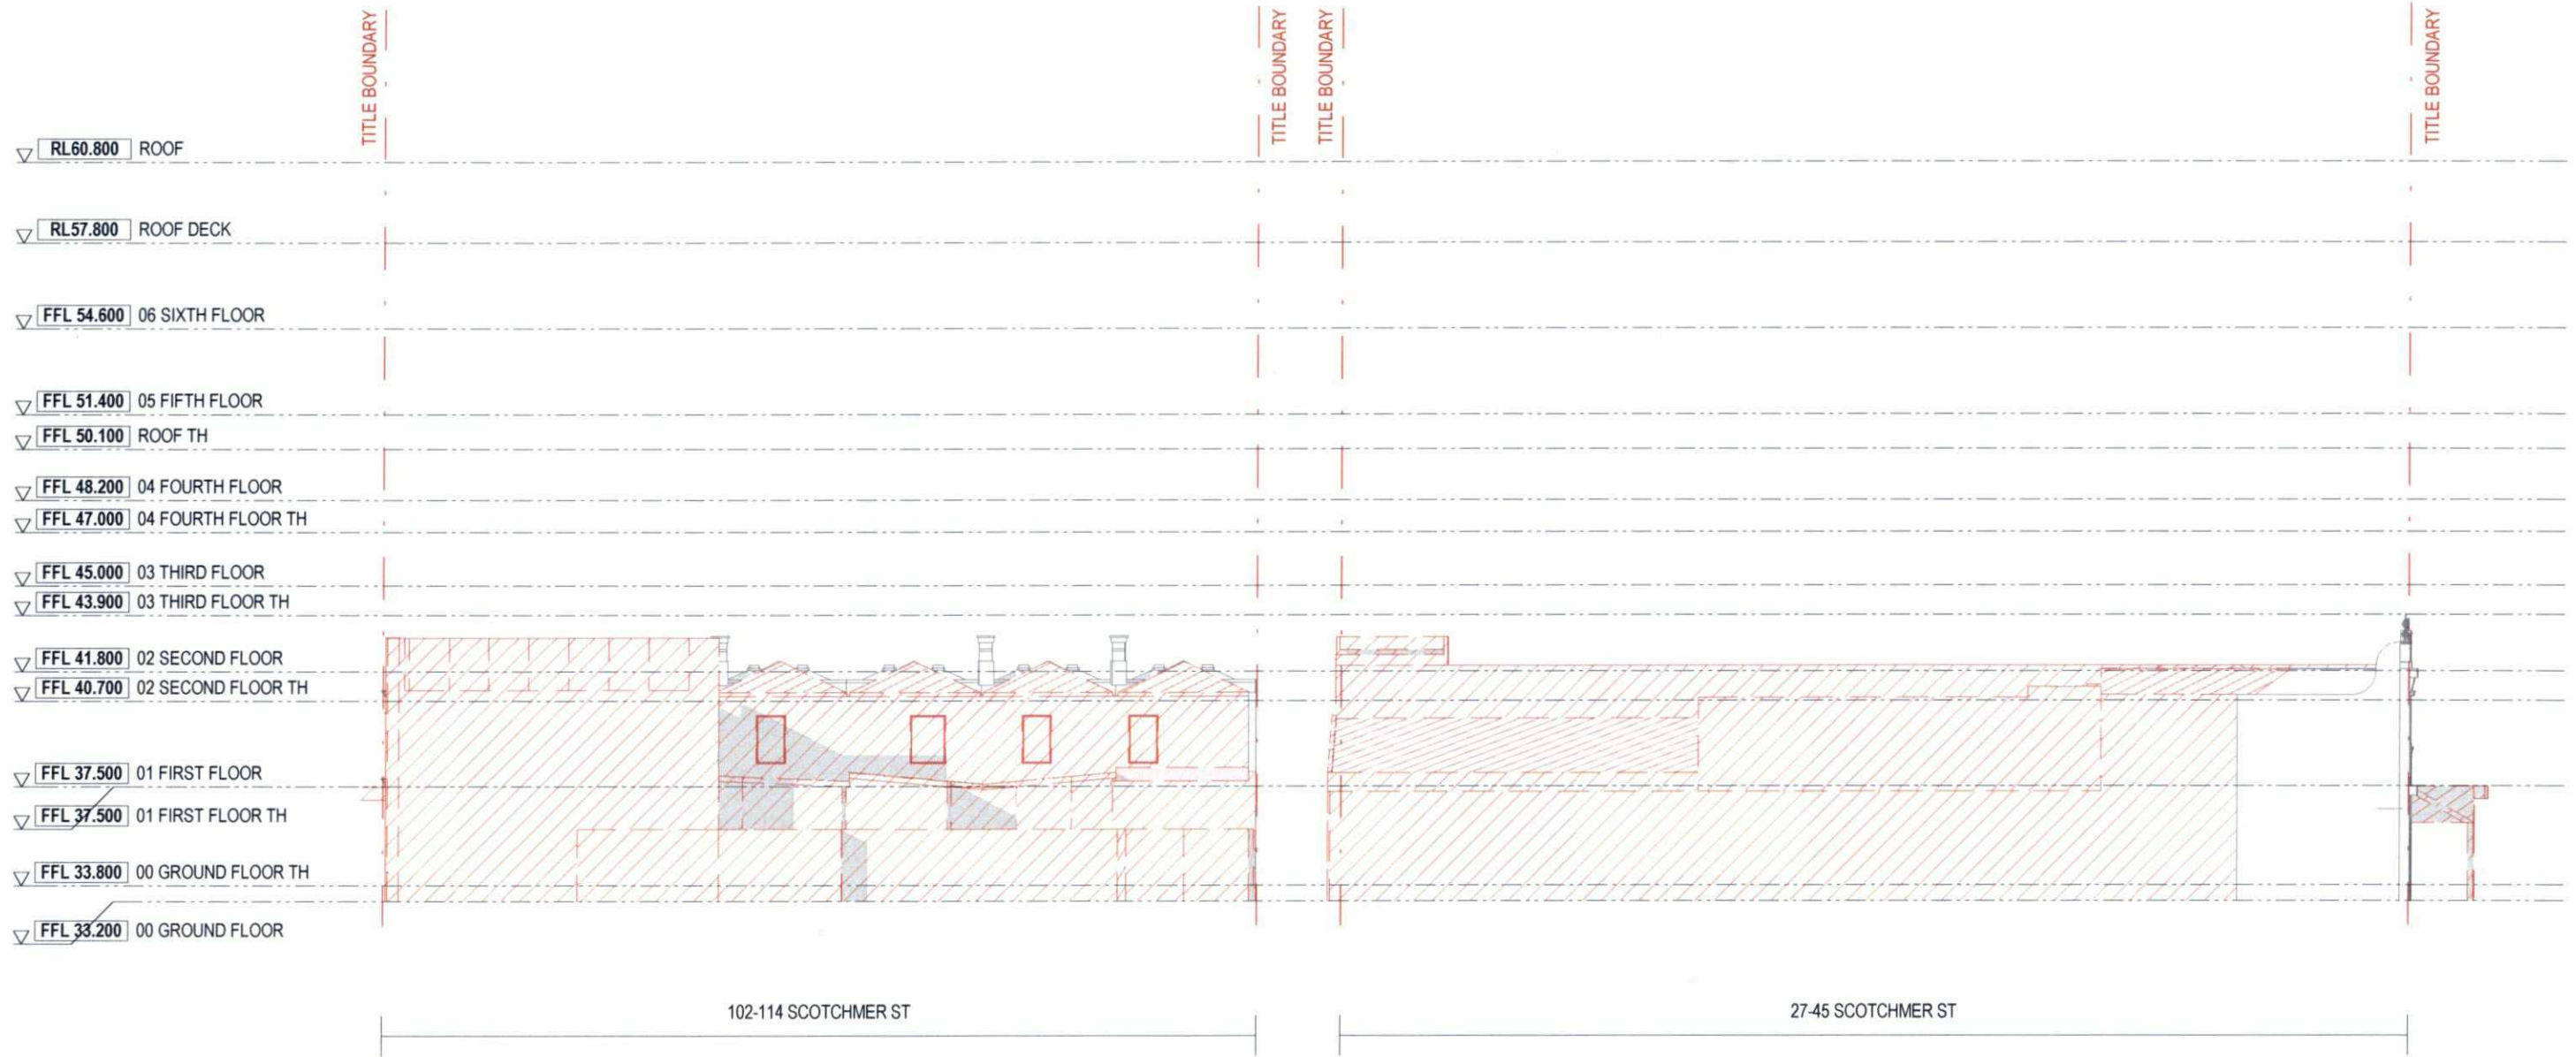 TITLE BOUNDARY
TITLE BOUNDARY
TITLE BOUNDARY
TITLE BOUNDARY
RL60.800 ROOF
RL57.800 ROOF DECK
FFL 54.600 06 SIXTH FLOOR
FFL 51.400 05 FIFTH FLOOR
FFL 50.100 ROOF TH
FFL 48.200 04 FOURTH FLOOR
FFL 47.000 04 FOURTH FLOOR TH
FFL 45.000 03 THIRD FLOOR
FFL 43.900 03 THIRD FLOOR TH
FFL 41.800 02 SECOND FLOOR
FFL 40.700 02 SECOND FLOOR TH
FFL 37.500 01 FIRST FLOOR
FFL 37.500 01 FIRST FLOOR TH
FFL 33.800 00 GROUND FLOOR TH
FFL 33.200 00 GROUND FLOOR
102-114 SCOTCHMER ST
27-45 SCOTCHMER ST